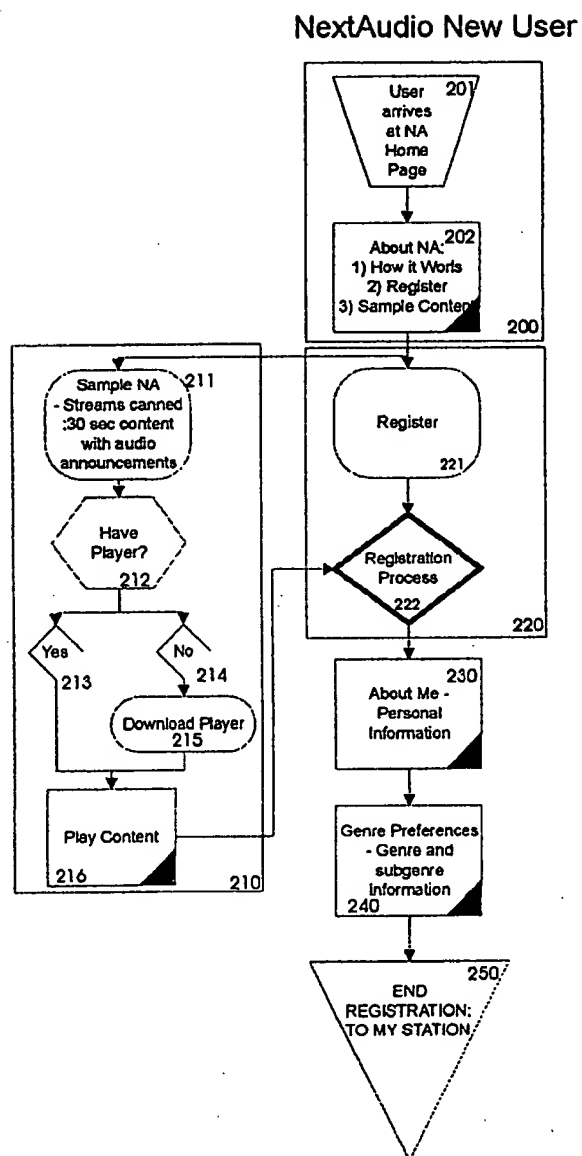 NextAudio New User
User 201
arrives
at NA
Home
Page
About NA: 202
1) How it Works
2) Register
3) Sample Content
200
Sample NA 211
- Streams canned
:30 sec content
with audio
announcements
Have
Player?
212
Yes
213
No
214
Download Player
215
Play Content
216
210
Register
221
Registration
Process
222
220
230
About Me -
Personal
Information
Genre Preferences
- Genre and
subgenre
Information
240
250
END
REGISTRATION:
TO MY STATION